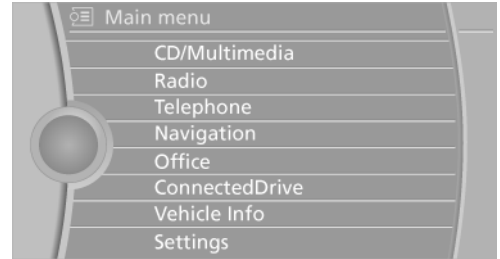 Main menu
CD/Multimedia
Radio
Telephone
Navigation
Office
ConnectedDrive
Vehicle Info
Settings